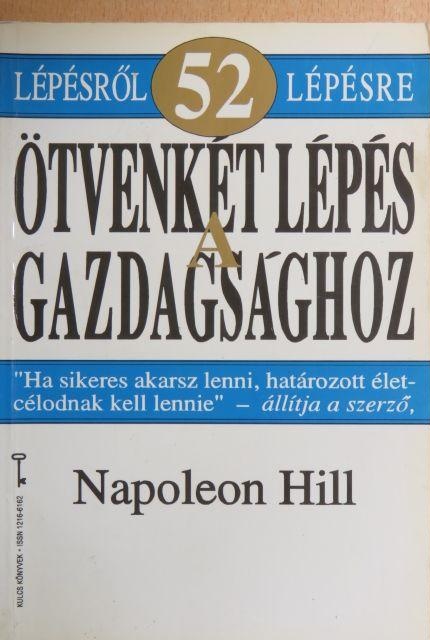 LÉPÉSRŐL 52 LÉPÉSRE
ÖTVENKÉT LÉPÉS
A
GAZDAGSÁGHOZ
"Ha sikeres akarsz lenni, határozott élet-
célodnak kell lennie" – állítja a szerző,
Napoleon Hill
KULCS KÖNYVEK • ISSN 1216-6162